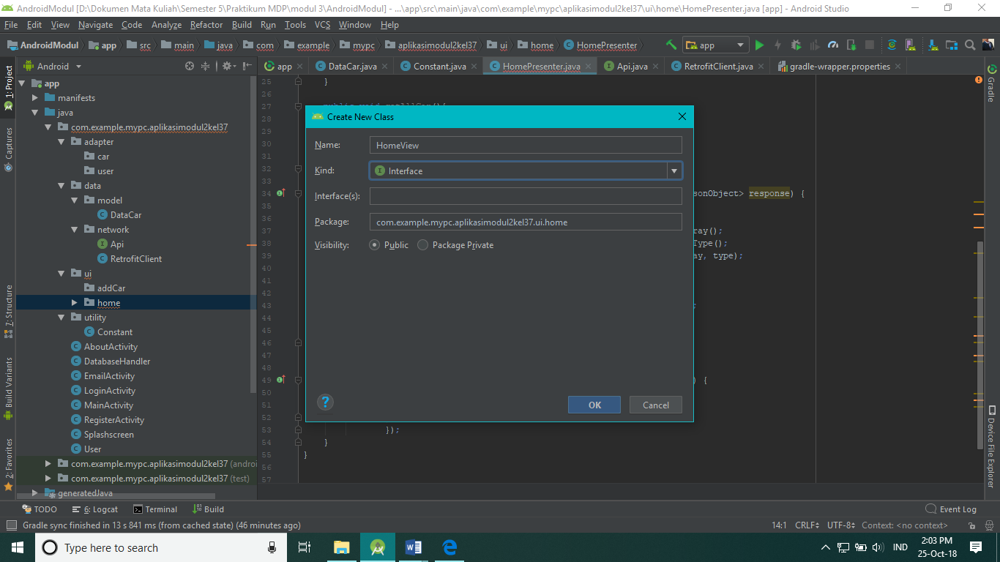 AndroidModul [D:\Dokumen Mata Kuliah\Semester 5\Praktikum MDP\modul 3\AndroidModul] - ...\app\src\main\java\com\example\mypc\aplikasimodul2kel37\ui\home\HomePresenter.java [app] - Android Studio
File Edit View Navigate Code Analyze Refactor Build Run Tools VCS Window Help
AndroidModul app src main java com example mypc aplikasimodul2kel37 ui home HomePresenter app
Android app DataCar.java Constant.java HomePresenter.java Api.java RetrofitClient.java gradle-wrapper.properties
1: Project
Captures
7: Structure
Build Variants
2: Favorites
app
manifests
java
com.example.mypc.aplikasimodul2kel37
adapter
car
user
data
model
DataCar
network
Api
RetrofitClient
ui
addCar
home
utility
Constant
AboutActivity
DatabaseHandler
EmailActivity
LoginActivity
MainActivity
RegisterActivity
Splashscreen
User
com.example.mypc.aplikasimodul2kel37 (androi
com.example.mypc.aplikasimodul2kel37 (test)
generatedJava
25 }
26
27
28
29
30
31
32
33
34 sonObject> response) {
35
36
37 ray();
38 Type();
39 ay, type);
40
41
42
43 ;
44
45
46
47
48
49 ) {
50
51
52
53 });
54 }
55 }
56
57
Create New Class
Name: HomeView
Kind: Interface
Interface(s):
Package: com.example.mypc.aplikasimodul2kel37.ui.home
Visibility: Public Package Private
? OK Cancel
Gradle
Device File Explorer
TODO 6: Logcat Terminal Build Event Log
Gradle sync finished in 13 s 841 ms (from cached state) (46 minutes ago) 14:1 CRLF UTF-8 Context: <no context>
Type here to search IND 2:03 PM
25-Oct-18